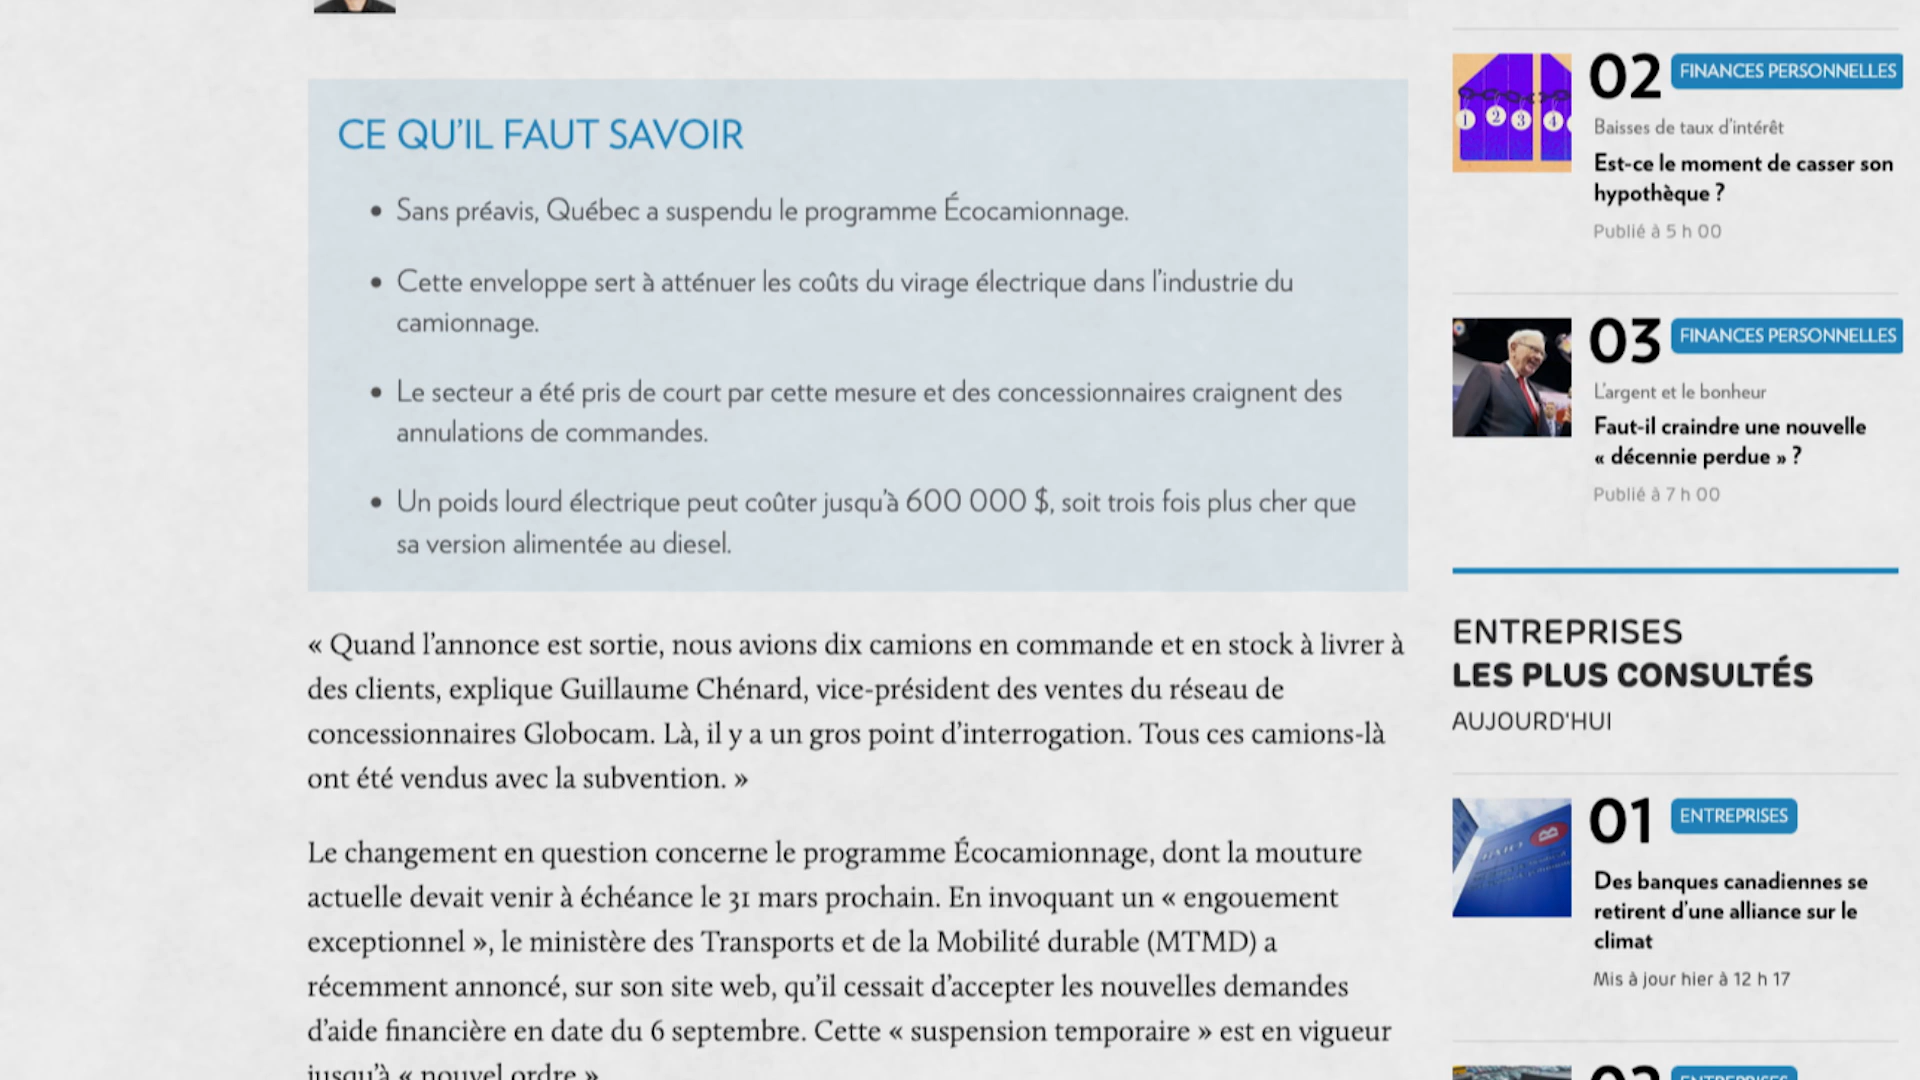 CE QU'IL FAUT SAVOIR
• Sans préavis, Québec a suspendu le programme Écocamionnage.
• Cette enveloppe sert à atténuer les coûts du virage électrique dans l'industrie du
camionnage.
• Le secteur a été pris de court par cette mesure et des concessionnaires craignent des
annulations de commandes.
• Un poids lourd électrique peut coûter jusqu'à 600 000 $, soit trois fois plus cher que
sa version alimentée au diesel.
« Quand l'annonce est sortie, nous avions dix camions en commande et en stock à livrer à
des clients, explique Guillaume Chénard, vice-président des ventes du réseau de
concessionnaires Globocam. Là, il y a un gros point d'interrogation. Tous ces camions-là
ont été vendus avec la subvention. »
Le changement en question concerne le programme Écocamionnage, dont la mouture
actuelle devait venir à échéance le 31 mars prochain. En invoquant un « engouement
exceptionnel », le ministère des Transports et de la Mobilité durable (MTMD) a
récemment annoncé, sur son site web, qu'il cessait d'accepter les nouvelles demandes
d'aide financière en date du 6 septembre. Cette « suspension temporaire » est en vigueur
jusqu'à « nouvel ordre ».
02 FINANCES PERSONNELLES
1 2 3 4
Baisses de taux d'intérêt
Est-ce le moment de casser son
hypothèque ?
Publié à 5 h 00
03 FINANCES PERSONNELLES
L'argent et le bonheur
Faut-il craindre une nouvelle
« décennie perdue » ?
Publié à 7 h 00
ENTREPRISES
LES PLUS CONSULTÉS
AUJOURD'HUI
01 ENTREPRISES
Des banques canadiennes se
retirent d'une alliance sur le
climat
Mis à jour hier à 12 h 17
02 ENTREPRISES